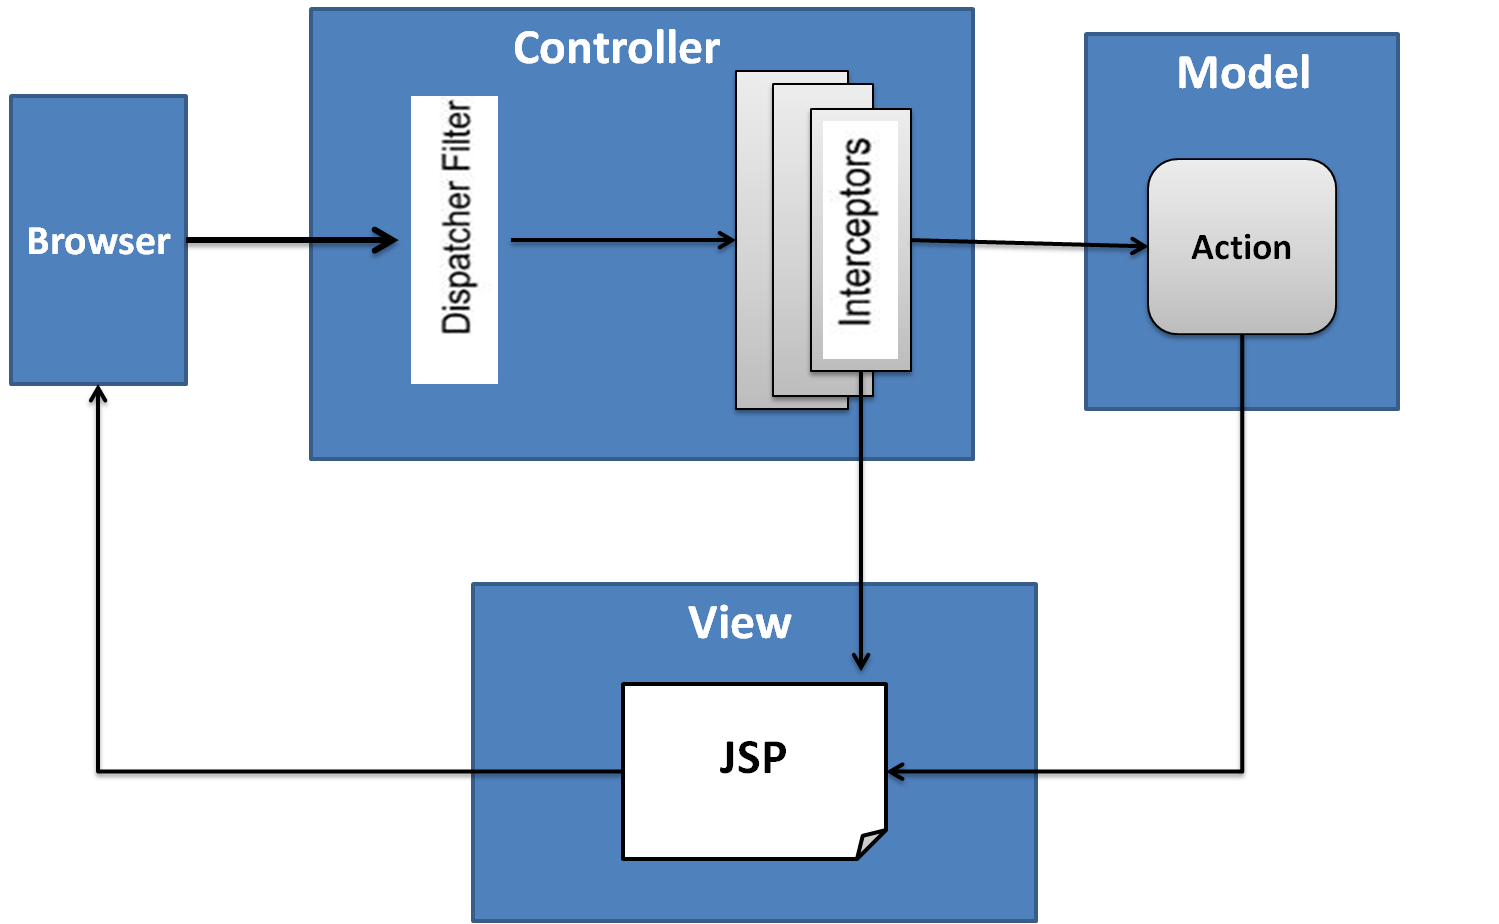 Controller
Model
Browser
Dispatcher Filter
Interceptors
Action
View
JSP